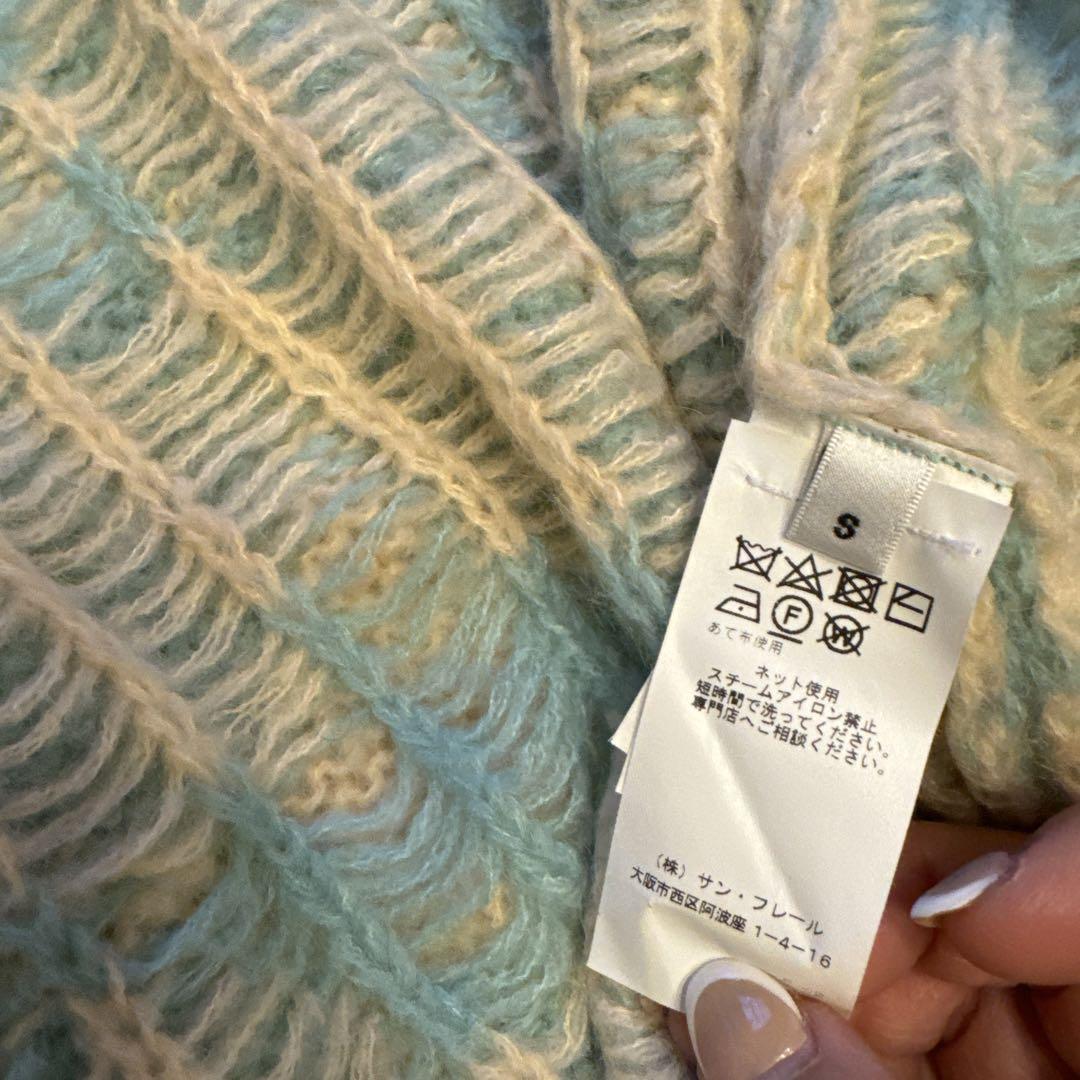 S
F
W
あて布使用
ネット使用
スチームアイロン禁止
短時間で洗ってください。
専門店へご相談ください。
（株）サン・フレール
大阪市西区阿波座 1-4-16